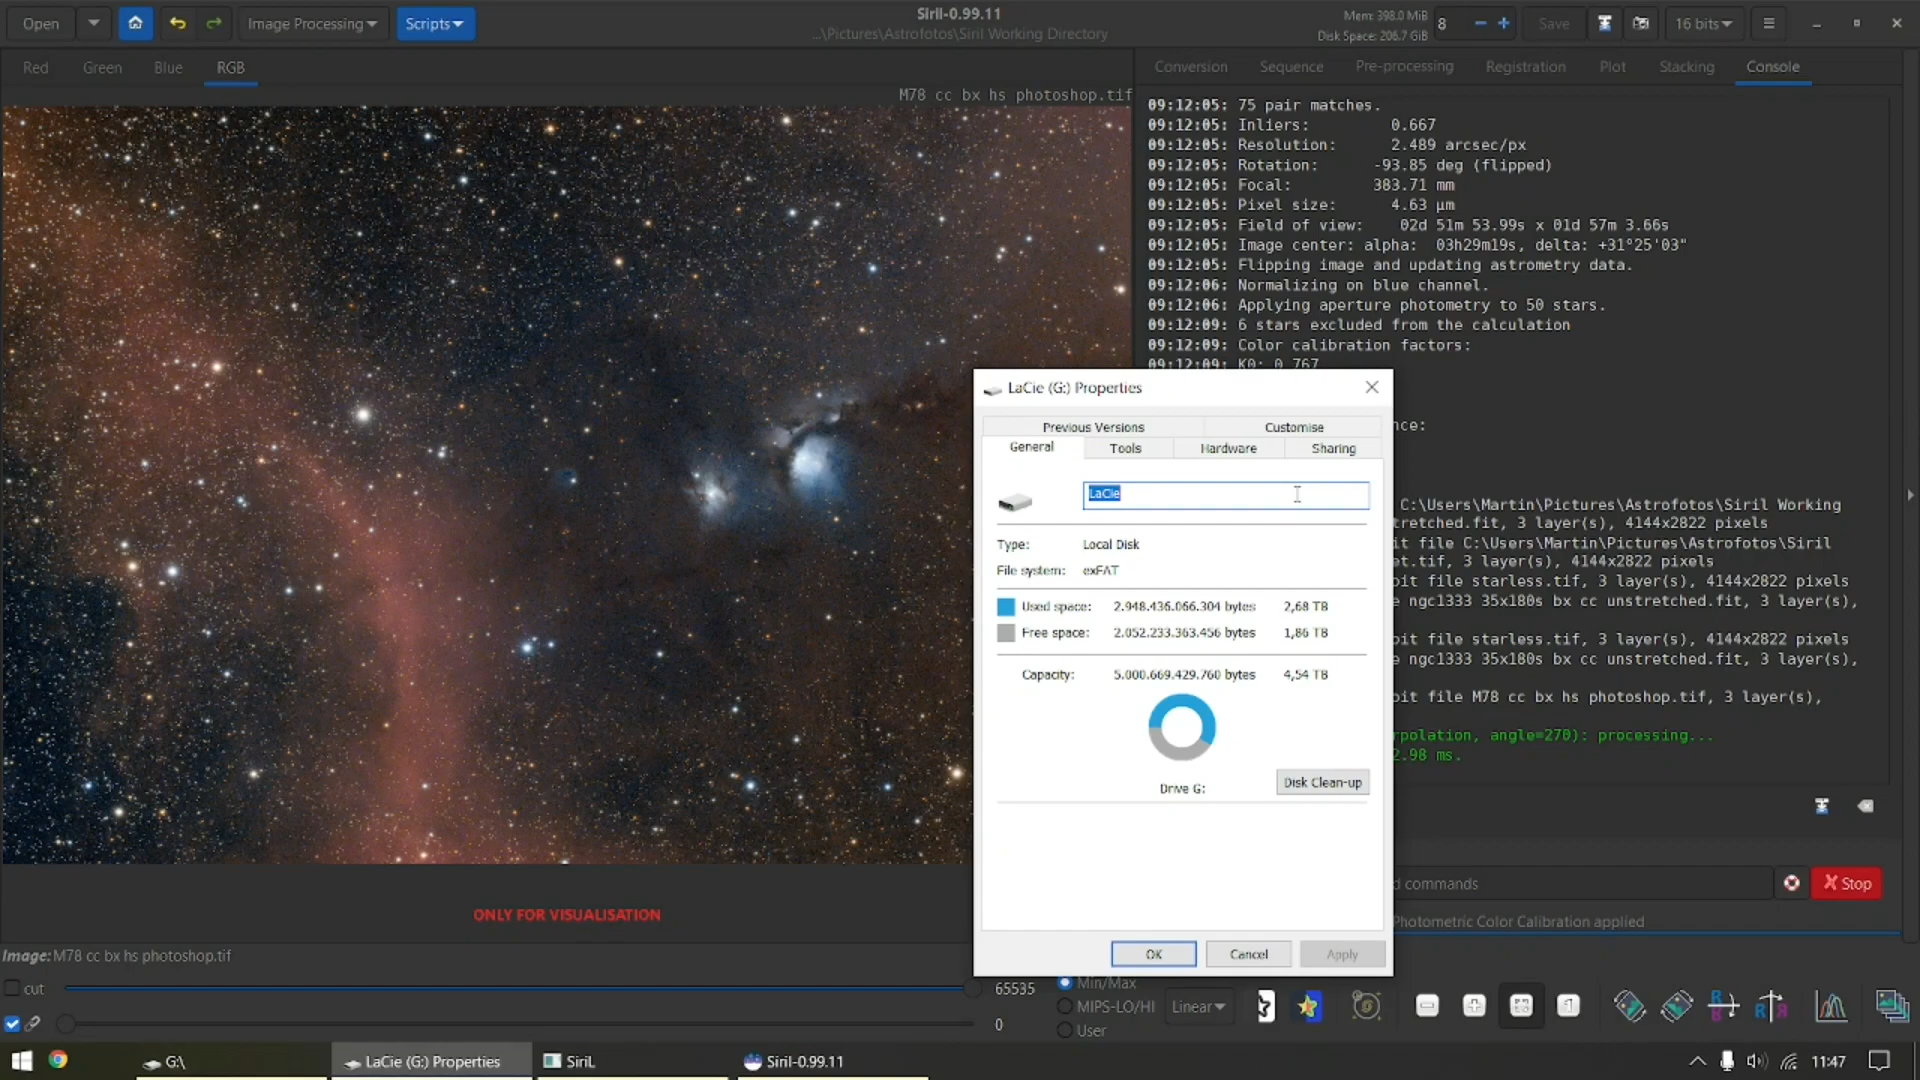 Open
Image Processing
Scripts
Siril-0.99.11
...\Pictures\Astrofotos\Siril Working Directory
Mem: 398.0 MiB
Disk Space: 206.7 GiB
8
Save
16 bits
Red
Green
Blue
RGB
Conversion
Sequence
Pre-processing
Registration
Plot
Stacking
Console
M78 cc bx hs photoshop.tif
09:12:05: 75 pair matches.
09:12:05: Inliers: 0.667
09:12:05: Resolution: 2.489 arcsec/px
09:12:05: Rotation: -93.85 deg (flipped)
09:12:05: Focal: 383.71 mm
09:12:05: Pixel size: 4.63 µm
09:12:05: Field of view: 02d 51m 53.99s x 01d 57m 3.66s
09:12:05: Image center: alpha: 03h29m19s, delta: +31°25'03"
09:12:05: Flipping image and updating astrometry data.
09:12:06: Normalizing on blue channel.
09:12:06: Applying aperture photometry to 50 stars.
09:12:09: 6 stars excluded from the calculation
09:12:09: Color calibration factors:
09:12:09: K0: 0.767
nce:
C:\Users\Martin\Pictures\Astrofotos\Siril Working
tretched.fit, 3 layer(s), 4144x2822 pixels
it file C:\Users\Martin\Pictures\Astrofotos\Siril
et.tif, 3 layer(s), 4144x2822 pixels
bit file starless.tif, 3 layer(s), 4144x2822 pixels
e ngc1333 35x180s bx cc unstretched.fit, 3 layer(s),
bit file starless.tif, 3 layer(s), 4144x2822 pixels
e ngc1333 35x180s bx cc unstretched.fit, 3 layer(s),
bit file M78 cc bx hs photoshop.tif, 3 layer(s),
rpolation, angle=270): processing...
2.98 ms.
d commands
Stop
Photometric Color Calibration applied
LaCie (G:) Properties
Previous Versions
Customise
General
Tools
Hardware
Sharing
LaCie
Type: Local Disk
File system: exFAT
Used space: 2.948.436.066.304 bytes 2,68 TB
Free space: 2.052.233.363.456 bytes 1,86 TB
Capacity: 5.000.669.429.760 bytes 4,54 TB
Drive G:
Disk Clean-up
OK
Cancel
Apply
ONLY FOR VISUALISATION
Image: M78 cc bx hs photoshop.tif
cut
65535
0
Min/Max
MIPS-LO/HI
User
Linear
G:\
LaCie (G:) Properties
SiriL
Siril-0.99.11
11:47